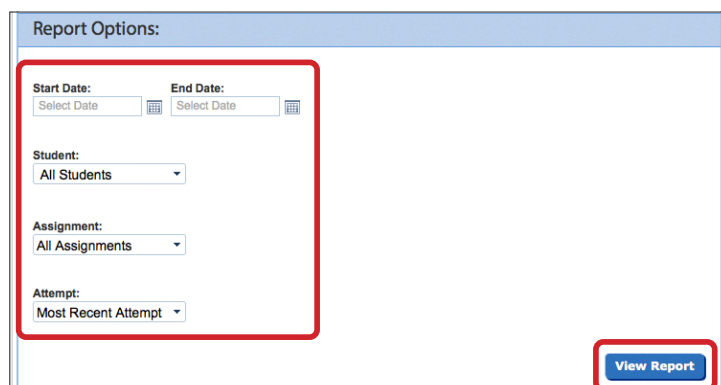 Report Options:
Start Date: End Date:
Select Date Select Date
Student:
All Students
Assignment:
All Assignments
Attempt:
Most Recent Attempt
View Report